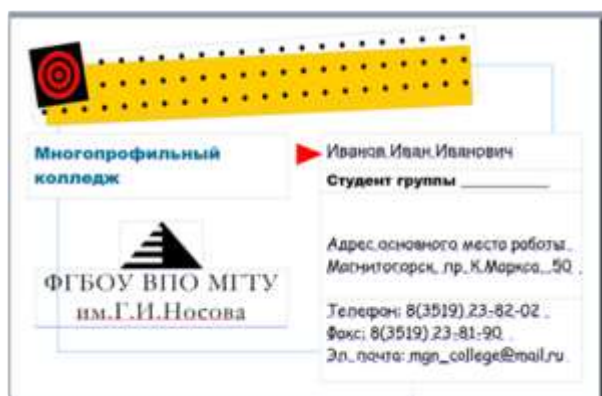 Многопрофильный
колледж
ФГБОУ ВПО МГТУ
им.Г.И.Носова
Иванов Иван Иванович
Студент группы __________
Адрес основного места работы
Магнитогорск, пр. К.Маркса, 50
Телефон: 8(3519) 23-82-02
Факс: 8(3519) 23-81-90
Эл. почта: mgn_college@mail.ru